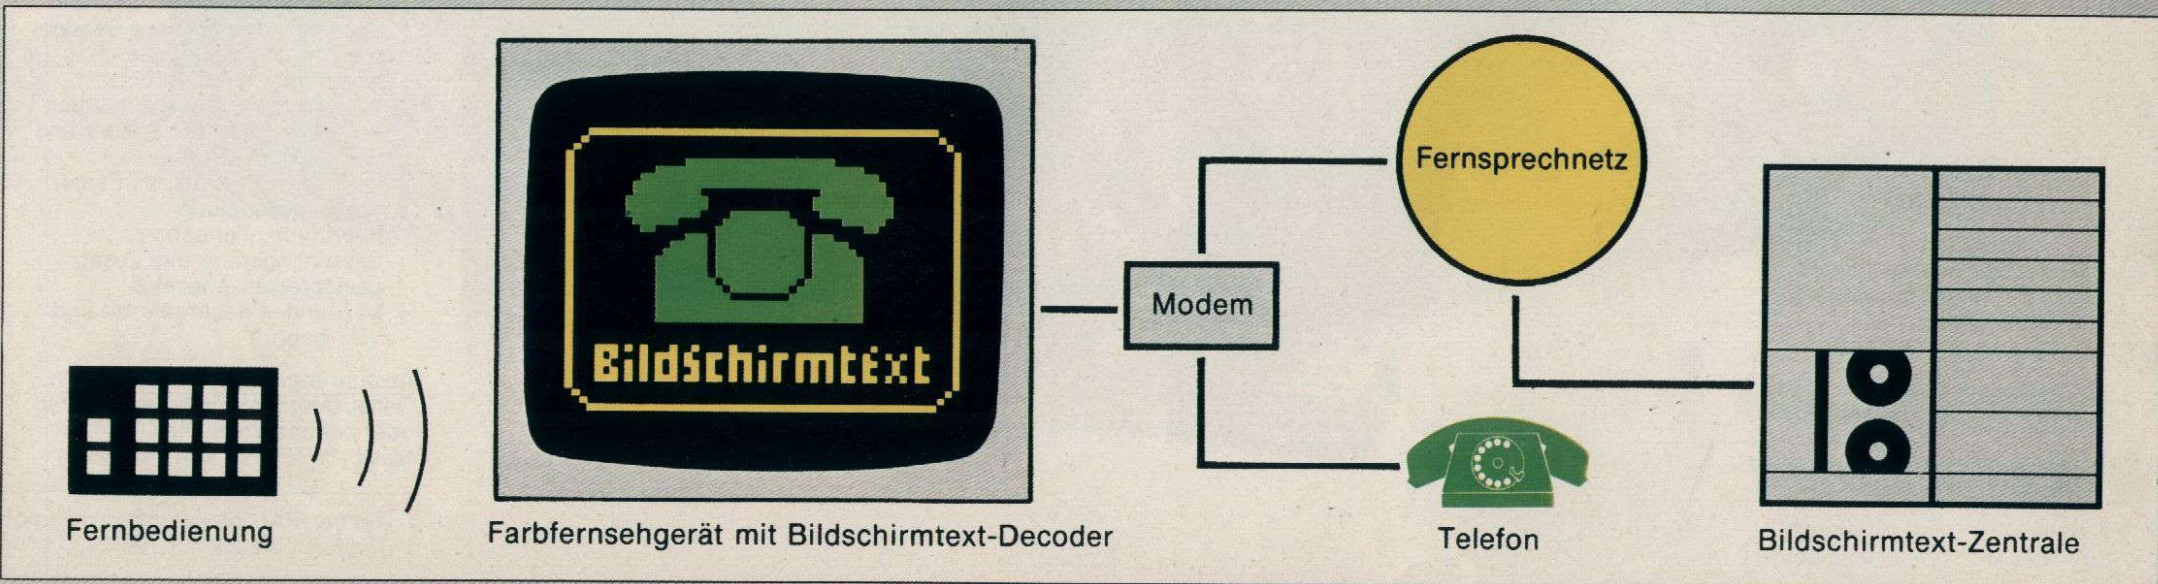 Bildschirmtext
Fernsprechnetz
Modem
Fernbedienung
Farbfernsehgerät mit Bildschirmtext-Decoder
Telefon
Bildschirmtext-Zentrale